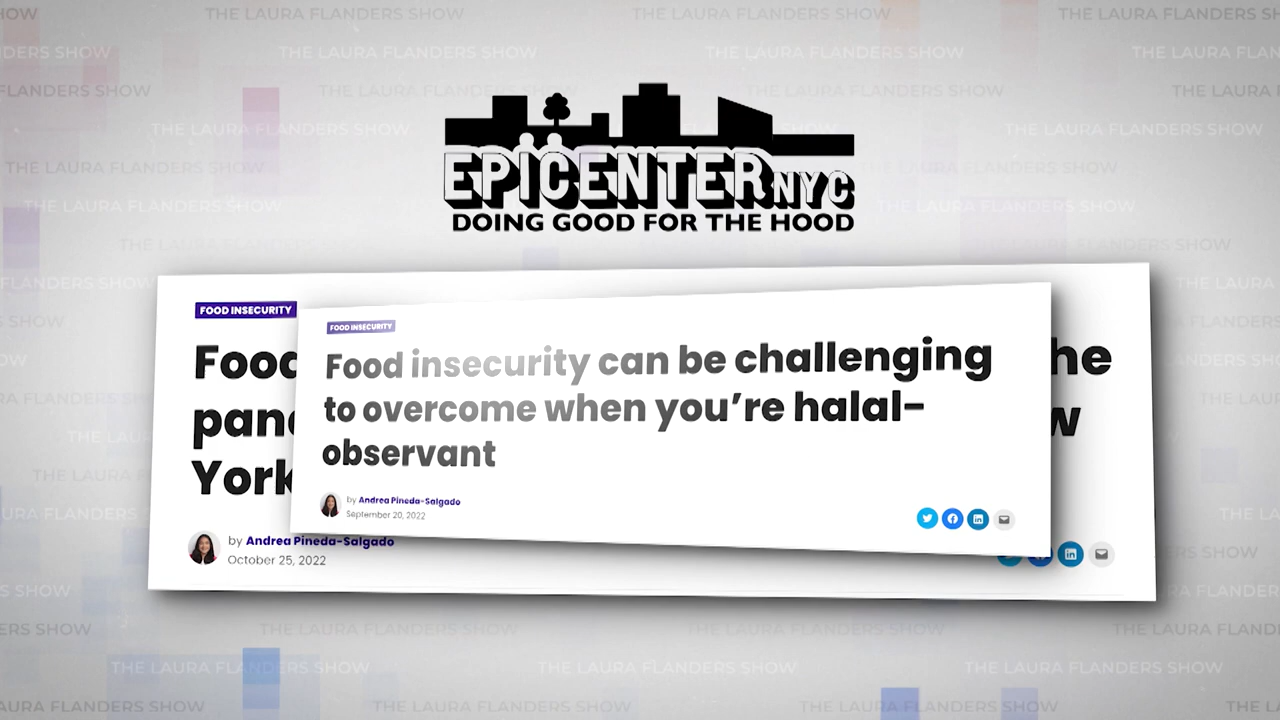 THE LAURA FLANDERS SHOW
EPICENTER NYC
DOING GOOD FOR THE HOOD
FOOD INSECURITY
Food
he
pan
w
York
by Andrea Pineda-Salgado
October 25, 2022
FOOD INSECURITY
Food insecurity can be challenging
to overcome when you're halal-
observant
by Andrea Pineda-Salgado
September 20, 2022